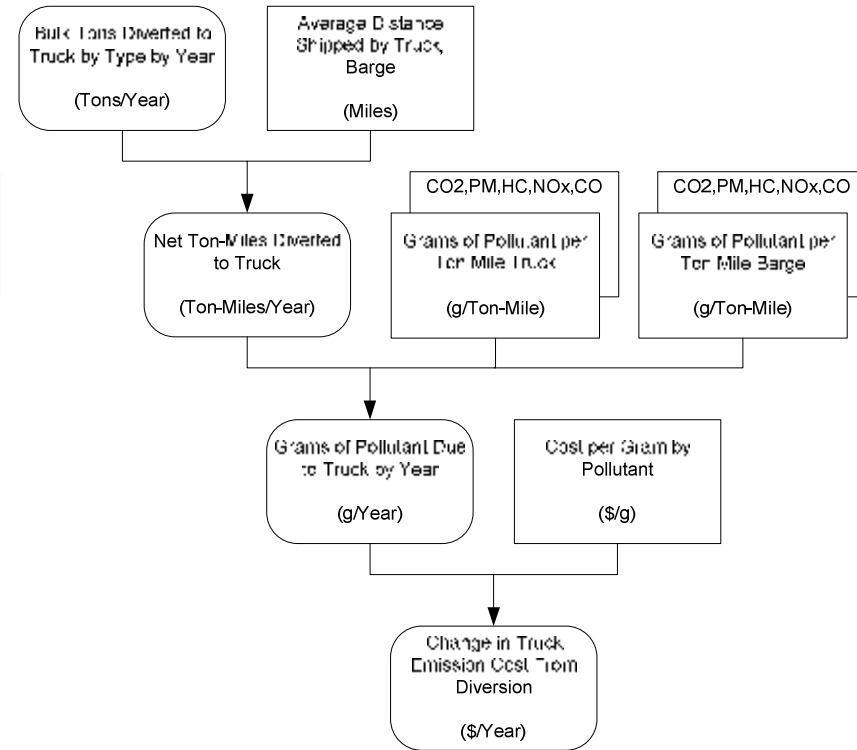 Bulk Tons Diverted to
Truck by Type by Year
(Tons/Year)
Average Distance
Shipped by Truck,
Barge
(Miles)
Net Ton-Miles Diverted
to Truck
(Ton-Miles/Year)
CO2,PM,HC,NOx,CO
Grams of Pollutant per
Ton Mile Truck
(g/Ton-Mile)
CO2,PM,HC,NOx,CO
Grams of Pollutant per
Ton Mile Barge
(g/Ton-Mile)
Grams of Pollutant Due
to Truck by Year
(g/Year)
Cost per Gram by
Pollutant
($/g)
Change in Truck
Emission Cost From
Diversion
($/Year)